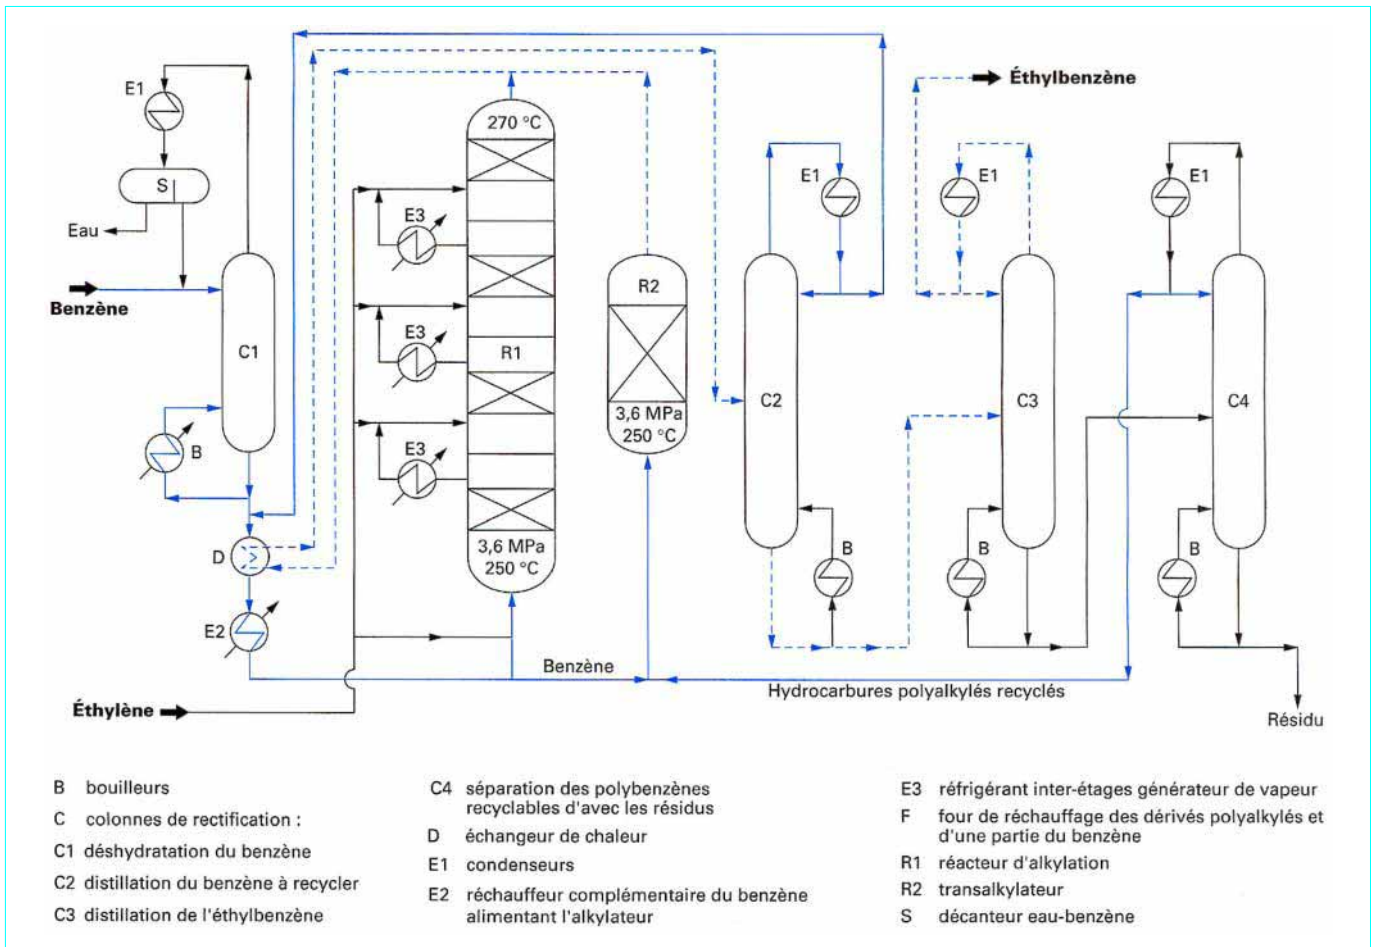 Éthylbenzène
E1
270 °C
S
E1
E1
E1
E3
Eau
R2
Benzène
E3
R1
C1
C2
C3
C4
3,6 MPa
250 °C
E3
B
3,6 MPa
250 °C
D
B
B
B
E2
Benzène
Hydrocarbures polyalkylés recyclés
Éthylène
Résidu
B bouilleurs
C colonnes de rectification :
C1 déshydratation du benzène
C2 distillation du benzène à recycler
C3 distillation de l'éthylbenzène
C4 séparation des polybenzènes
recyclables d'avec les résidus
D échangeur de chaleur
E1 condenseurs
E2 réchauffeur complémentaire du benzène
alimentant l'alkylateur
E3 réfrigérant inter-étages générateur de vapeur
F four de réchauffage des dérivés polyalkylés et
d'une partie du benzène
R1 réacteur d'alkylation
R2 transalkylateur
S décanteur eau-benzène